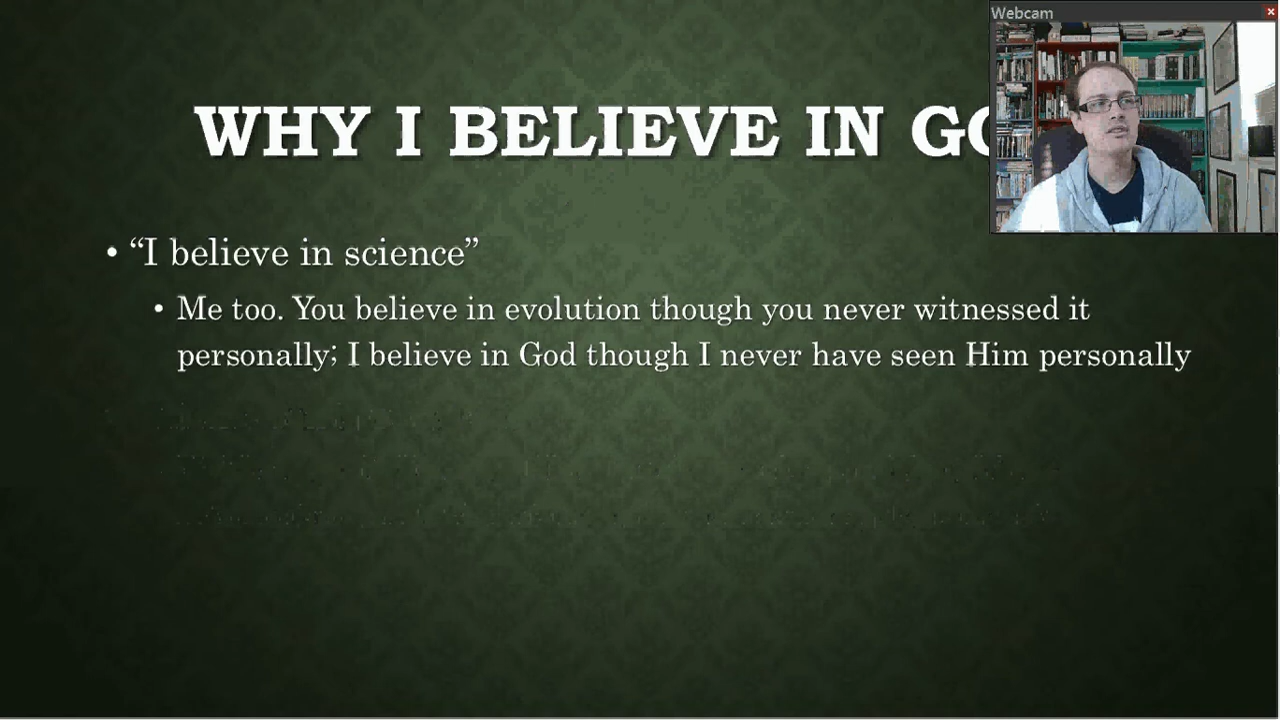 Webcam
WHY I BELIEVE IN GO
• “I believe in science”
• Me too. You believe in evolution though you never witnessed it
personally; I believe in God though I never have seen Him personally